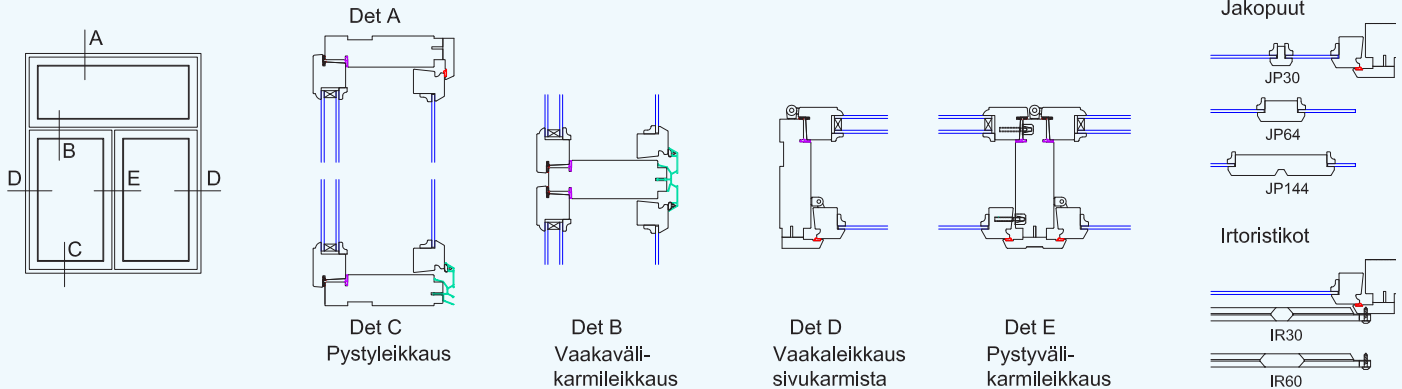 A
B
D
E
D
C
Det A
Det C
Pystyleikkaus
Det B
Vaakaväli-
karmileikkaus
Det D
Vaakaleikkaus
sivukarmista
Det E
Pystyväli-
karmileikkaus
Jakopuut
JP30
JP64
JP144
Irtoristikot
IR30
IR60